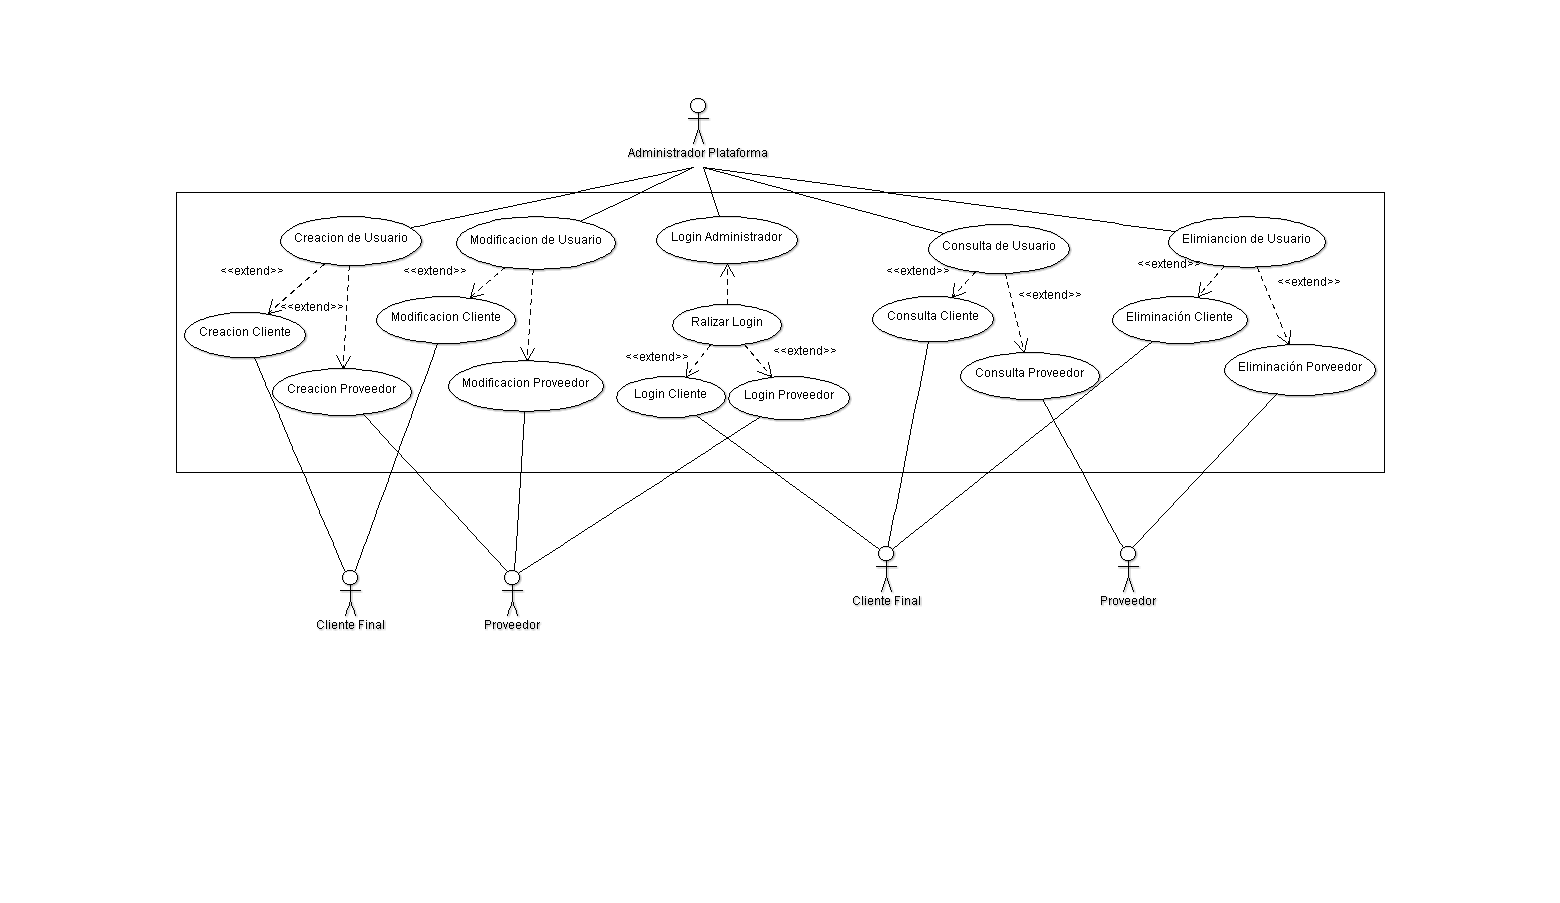 Administrador Plataforma
Creacion de Usuario
Modificacion de Usuario
Login Administrador
Consulta de Usuario
Elimiancion de Usuario
<<extend>>
<<extend>>
<<extend>>
<<extend>>
<<extend>>
<<extend>>
<<extend>>
Creacion Cliente
Modificacion Cliente
Ralizar Login
Consulta Cliente
Eliminación Cliente
<<extend>>
<<extend>>
Creacion Proveedor
Modificacion Proveedor
Login Cliente
Login Proveedor
Consulta Proveedor
Eliminación Porveedor
Cliente Final
Proveedor
Cliente Final
Proveedor